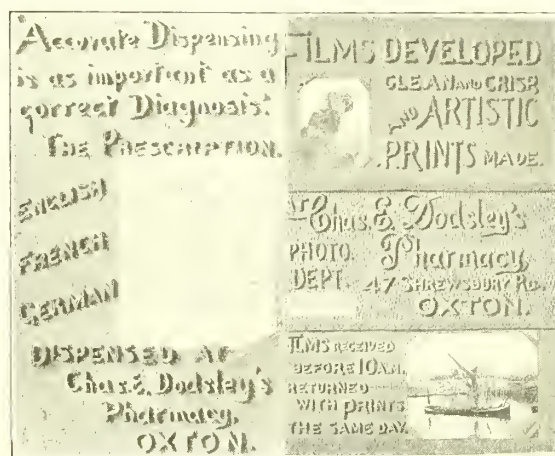 Accurate Dispensing
is as important as a
correct Diagnosis.
THE PRESCRIPTION.
ENGLISH
FRENCH
GERMAN
DISPENSED AT
Chas. E. Dodsley's
Pharmacy,
OXTON.
FILMS DEVELOPED
CLEAN AND CRISP
AND ARTISTIC
PRINTS MADE.
AT Chas. E. Dodsley's
PHOTO. Pharmacy,
DEPT. 47 SHREWSBURY RD.
OXTON.
FILMS RECEIVED
BEFORE 10 A.M.
RETURNED
WITH PRINTS
THE SAME DAY.